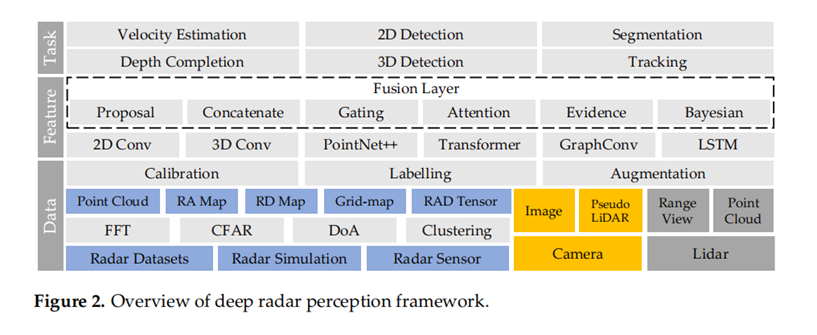 Task
Velocity Estimation 2D Detection Segmentation
Depth Completion 3D Detection Tracking
Feature
Fusion Layer
Proposal Concatenate Gating Attention Evidence Bayesian
2D Conv 3D Conv PointNet++ Transformer GraphConv LSTM
Data
Calibration Labelling Augmentation
Point Cloud RA Map RD Map Grid-map RAD Tensor
Image
Pseudo
LiDAR
Range
View
Point
Cloud
FFT CFAR DoA Clustering
Radar Datasets Radar Simulation Radar Sensor
Camera
Lidar
Figure 2. Overview of deep radar perception framework.